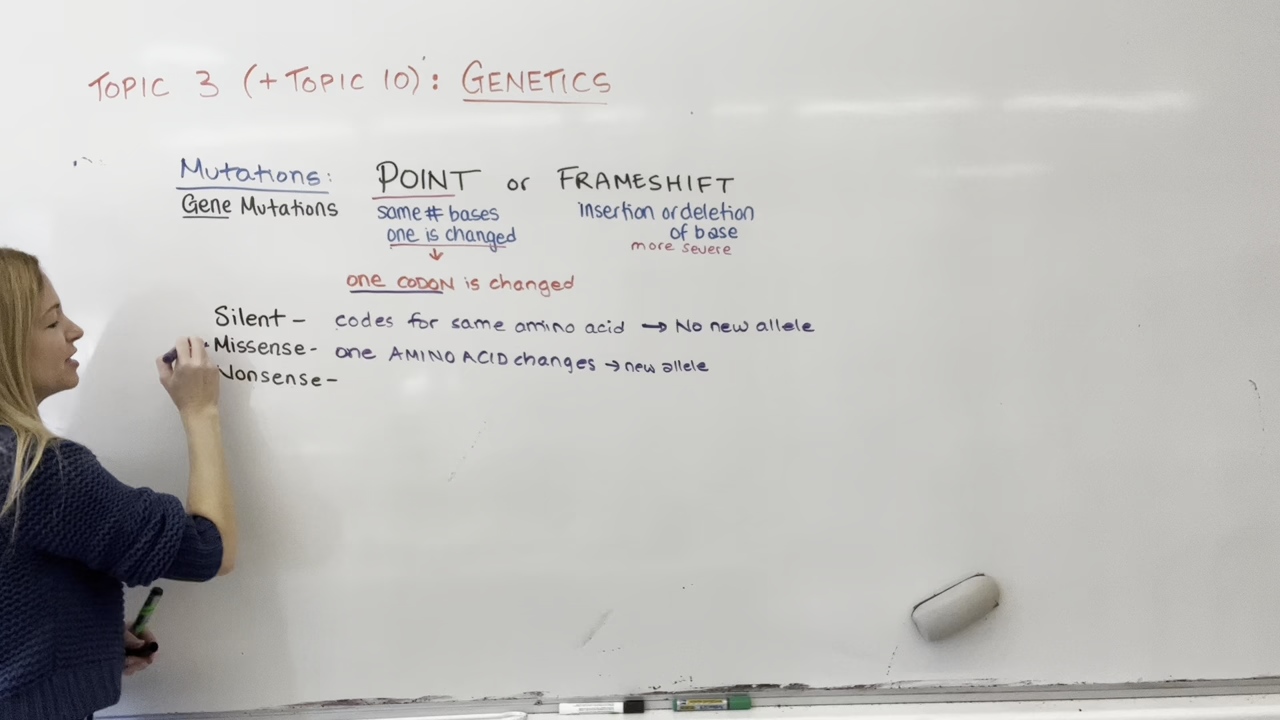 TOPIC 3 (+ TOPIC 10): GENETICS
Mutations: POINT or FRAMESHIFT
Gene Mutations
same # bases
one is changed
insertion or deletion
of base
more severe
↓
one CODON is changed
Silent – codes for same amino acid → No new allele
Missense - one AMINO ACID changes → new allele
Nonsense –